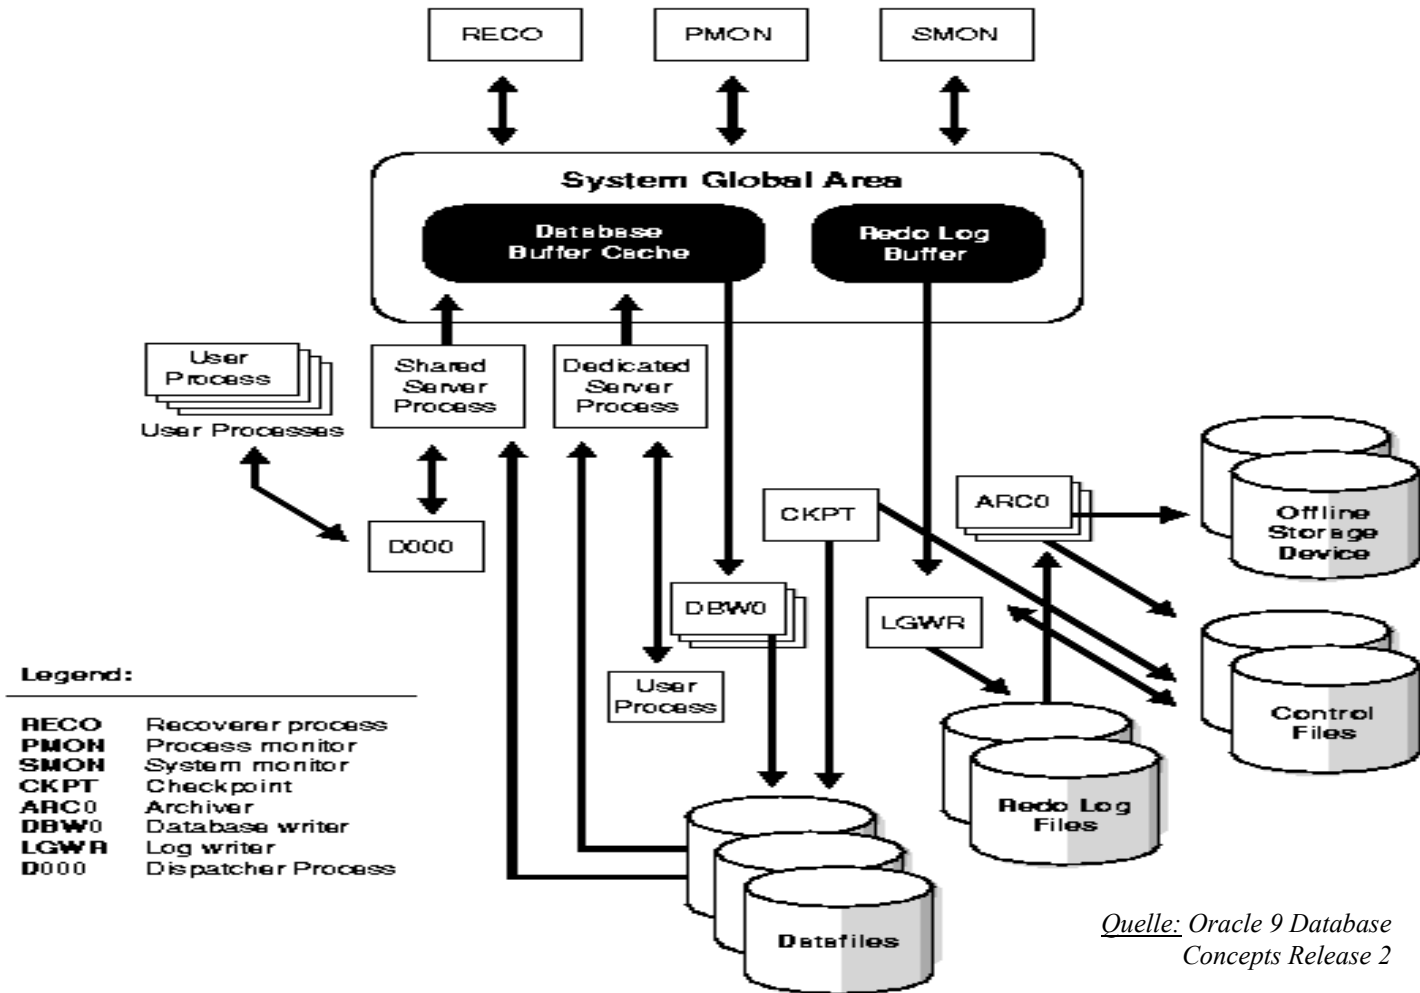 RECO
PMON
SMON
System Global Area
Database
Buffer Cache
Redo Log
Buffer
User
Process
User Processes
Shared
Server
Process
Dedicated
Server
Process
D000
CKPT
ARC0
Offline
Storage
Device
DBW0
LGWR
User
Process
Control
Files
Redo Log
Files
Datafiles
Legend:
RECO Recoverer process
PMON Process monitor
SMON System monitor
CKPT Checkpoint
ARC0 Archiver
DBW0 Database writer
LGWR Log writer
D000 Dispatcher Process
Quelle: Oracle 9 Database
Concepts Release 2